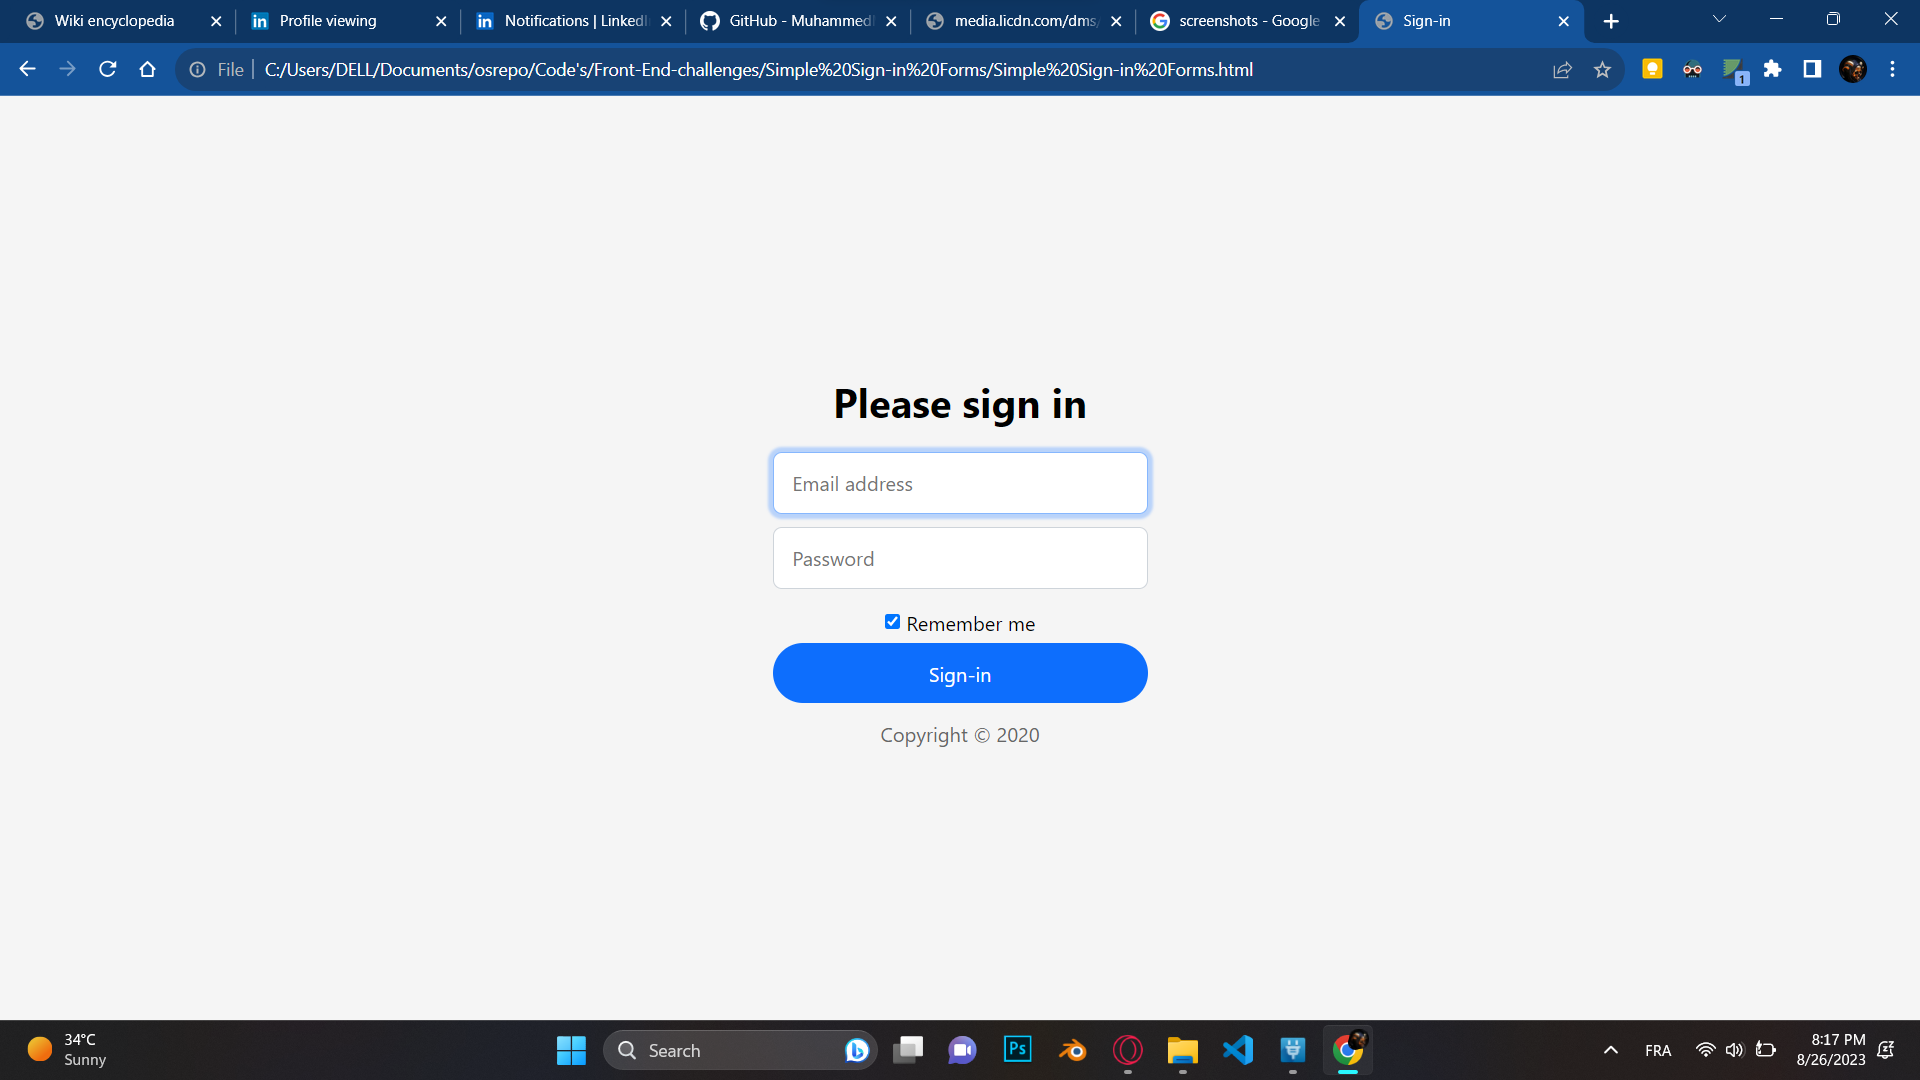 Wiki encyclopedia
Profile viewing
Notifications | LinkedIn
GitHub - Muhammed
media.licdn.com/dms/
screenshots - Google
Sign-in
File
C:/Users/DELL/Documents/osrepo/Code's/Front-End-challenges/Simple%20Sign-in%20Forms/Simple%20Sign-in%20Forms.html
1
Please sign in
Email address
Password
Remember me
Sign-in
Copyright © 2020
34°C
Sunny
Search
Ps
FRA
8:17 PM
8/26/2023